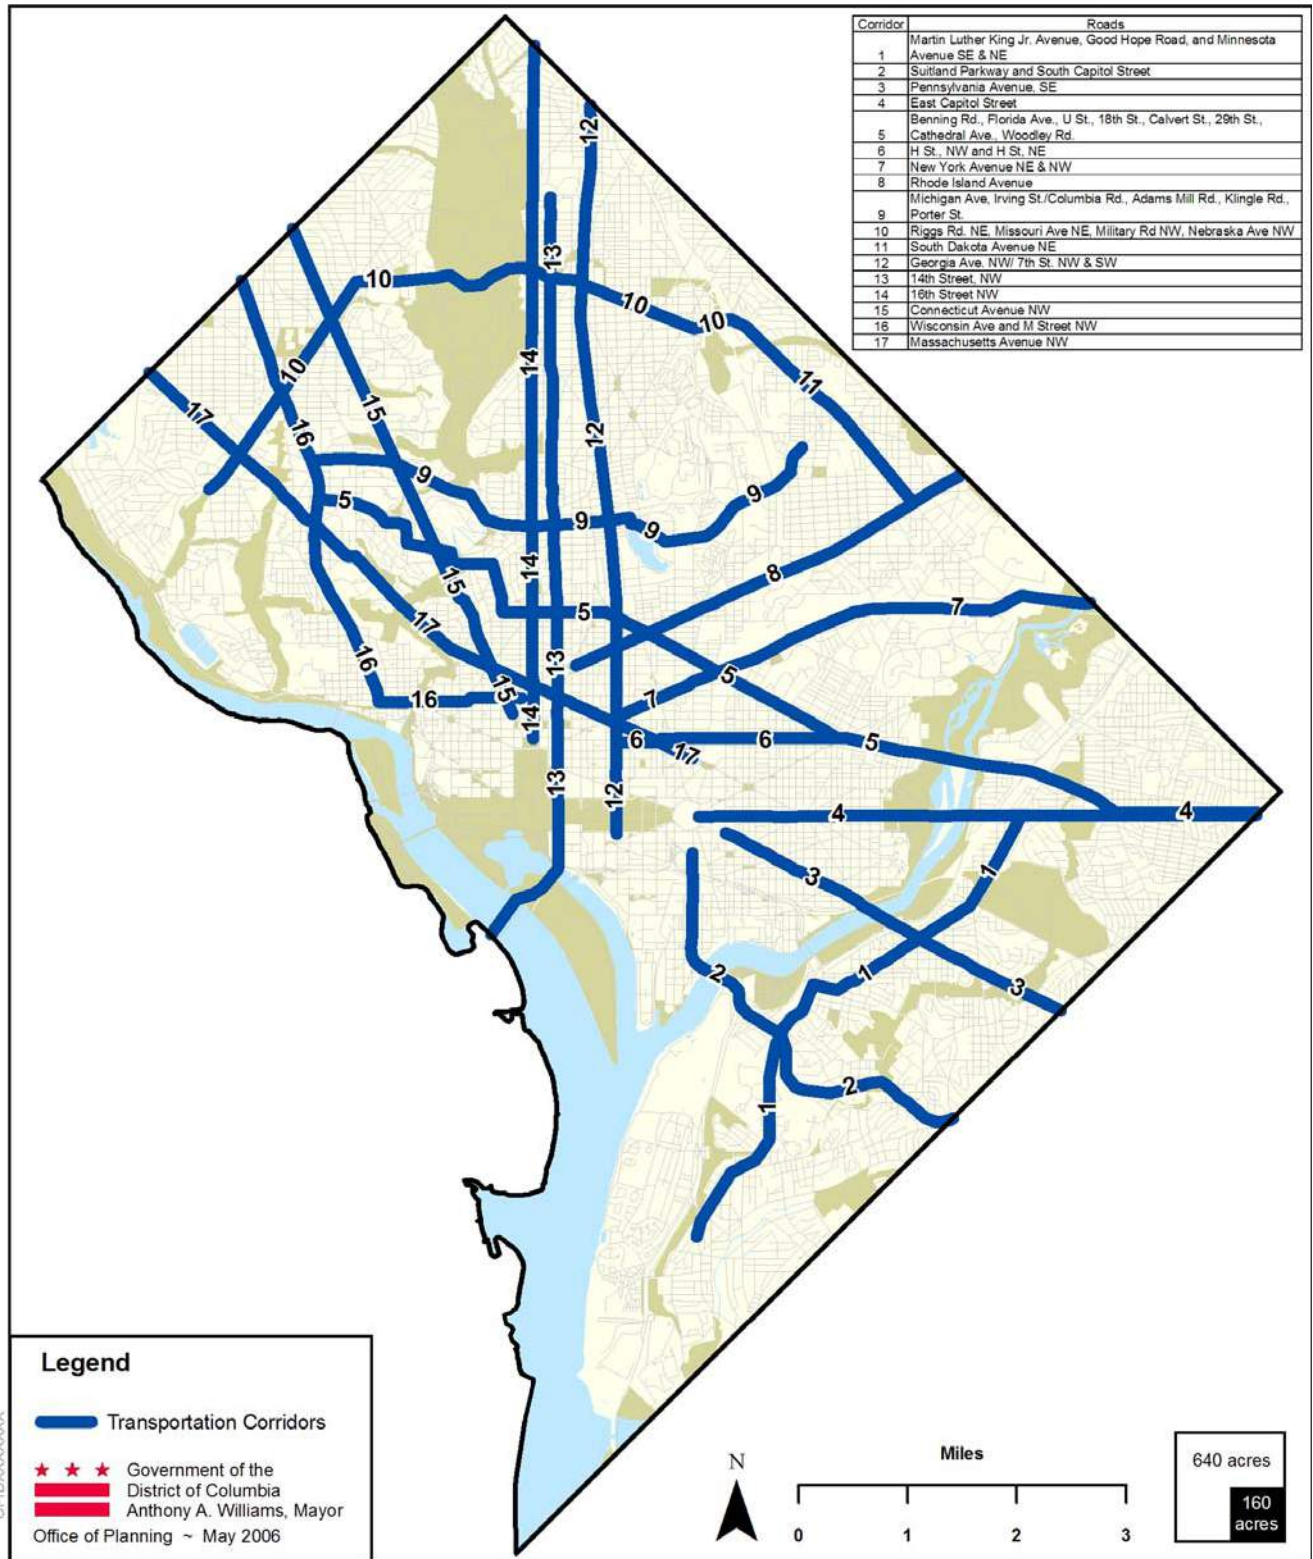 Corridor Roads
Martin Luther King Jr. Avenue, Good Hope Road, and Minnesota
1 Avenue SE & NE
2 Suitland Parkway and South Capitol Street
3 Pennsylvania Avenue, SE
4 East Capitol Street
Benning Rd., Florida Ave., U St., 18th St., Calvert St., 29th St.,
5 Cathedral Ave., Woodley Rd.
6 H St., NW and H St, NE
7 New York Avenue NE & NW
8 Rhode Island Avenue
Michigan Ave, Irving St./Columbia Rd., Adams Mill Rd., Klingle Rd.,
9 Porter St.
10 Riggs Rd. NE, Missouri Ave NE, Military Rd NW, Nebraska Ave NW
11 South Dakota Avenue NE
12 Georgia Ave. NW/ 7th St. NW & SW
13 14th Street, NW
14 16th Street NW
15 Connecticut Avenue NW
16 Wisconsin Ave and M Street NW
17 Massachusetts Avenue NW
12
13
10
10
10
14
10
11
15
17
16
12
9
9
5
9
9
14
8
15
5
7
17
16
13
5
15
16
7
14
6
6
5
17
13
12
4
4
3
1
2
1
3
2
1
Legend
Transportation Corridors
Government of the
District of Columbia
Anthony A. Williams, Mayor
Office of Planning ~ May 2006
N
Miles
0 1 2 3
640 acres
160
acres